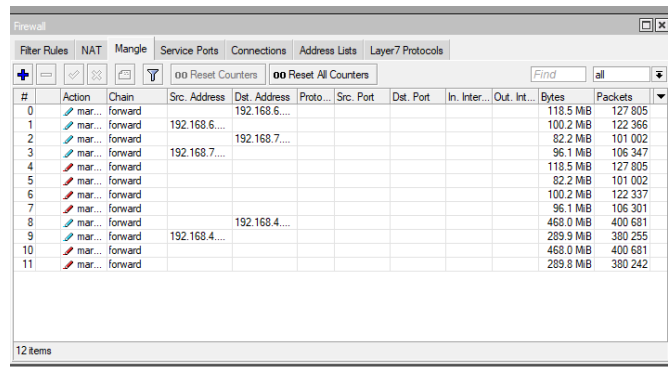 Firewall
Filter Rules NAT Mangle Service Ports Connections Address Lists Layer7 Protocols
00 Reset Counters 00 Reset All Counters Find all
# Action Chain Src. Address Dst. Address Proto... Src. Port Dst. Port In. Inter... Out. Int... Bytes Packets
0 mar... forward 192.168.6.... 118.5 MiB 127 805
1 mar... forward 192.168.6.... 100.2 MiB 122 366
2 mar... forward 192.168.7.... 82.2 MiB 101 002
3 mar... forward 192.168.7.... 96.1 MiB 106 347
4 mar... forward 118.5 MiB 127 805
5 mar... forward 82.2 MiB 101 002
6 mar... forward 100.2 MiB 122 337
7 mar... forward 96.1 MiB 106 301
8 mar... forward 192.168.4.... 468.0 MiB 400 681
9 mar... forward 192.168.4.... 289.9 MiB 380 255
10 mar... forward 468.0 MiB 400 681
11 mar... forward 289.8 MiB 380 242
12 items